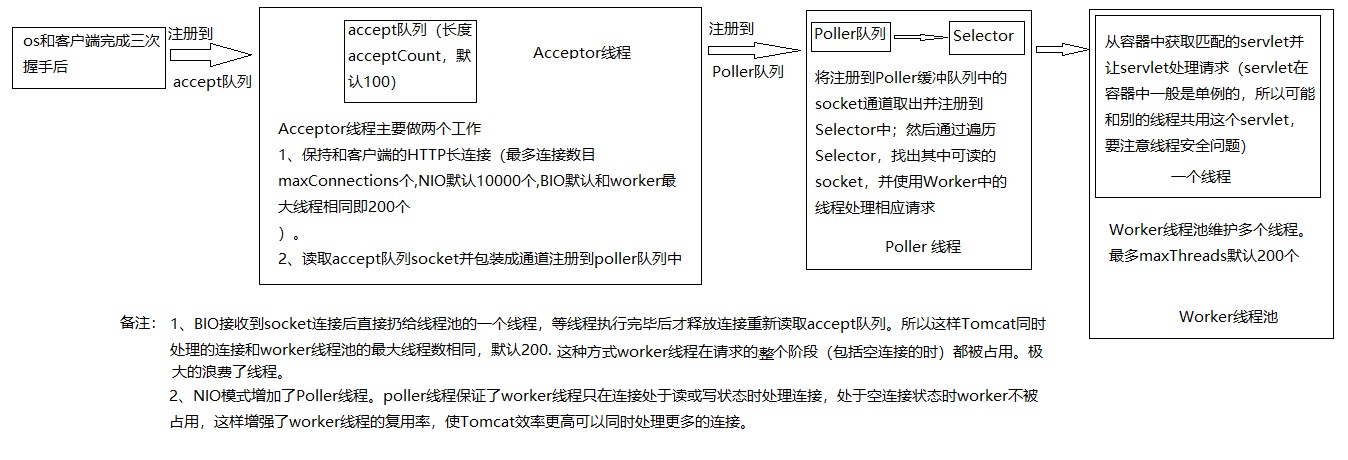 os和客户端完成三次
握手后
注册到
accept队列
accept队列（长度
acceptCount，默
认100）
Acceptor线程
Acceptor线程主要做两个工作
1、保持和客户端的HTTP长连接（最多连接数目
maxConnections个,NIO默认10000个,BIO默认和worker最
大线程相同即200个
）。
2、读取accept队列socket并包装成通道注册到poller队列中
注册到
Poller队列
Poller队列
Selector
将注册到Poller缓冲队列中的
socket通道取出并注册到
Selector中；然后通过遍历
Selector，找出其中可读的
socket，并使用Worker中的
线程处理相应请求
Poller 线程
从容器中获取匹配的servlet并
让servlet处理请求（servlet在
容器中一般是单例的，所以可能
和别的线程共用这个servlet，
要注意线程安全问题)
一个线程
Worker线程池维护多个线程。
最多maxThreads默认200个
Worker线程池
备注：
1、BIO接收到socket连接后直接扔给线程池的一个线程，等线程执行完毕后才释放连接重新读取accept队列。所以这样Tomcat同时
处理的连接和worker线程池的最大线程数相同，默认200. 这种方式worker线程在请求的整个阶段（包括空连接的时）都被占用。极
大的浪费了线程。
2、NIO模式增加了Poller线程。poller线程保证了worker线程只在连接处于读或写状态时处理连接，处于空连接状态时worker不被
占用，这样增强了worker线程的复用率，使Tomcat效率更高可以同时处理更多的连接。